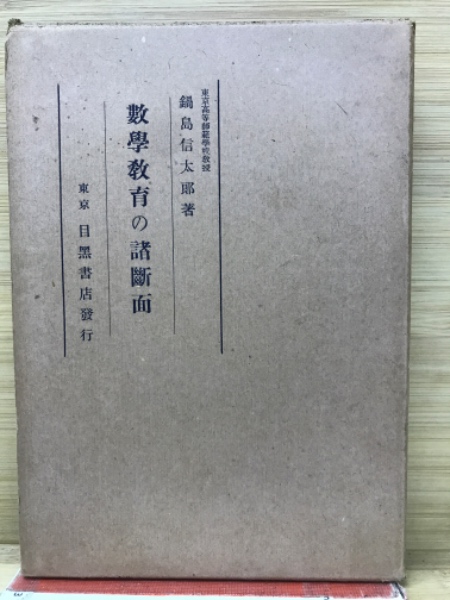 東京高等師範學校教授
鍋島信太郎著
數學敎育の諸斷面
東京 目黑書店發行